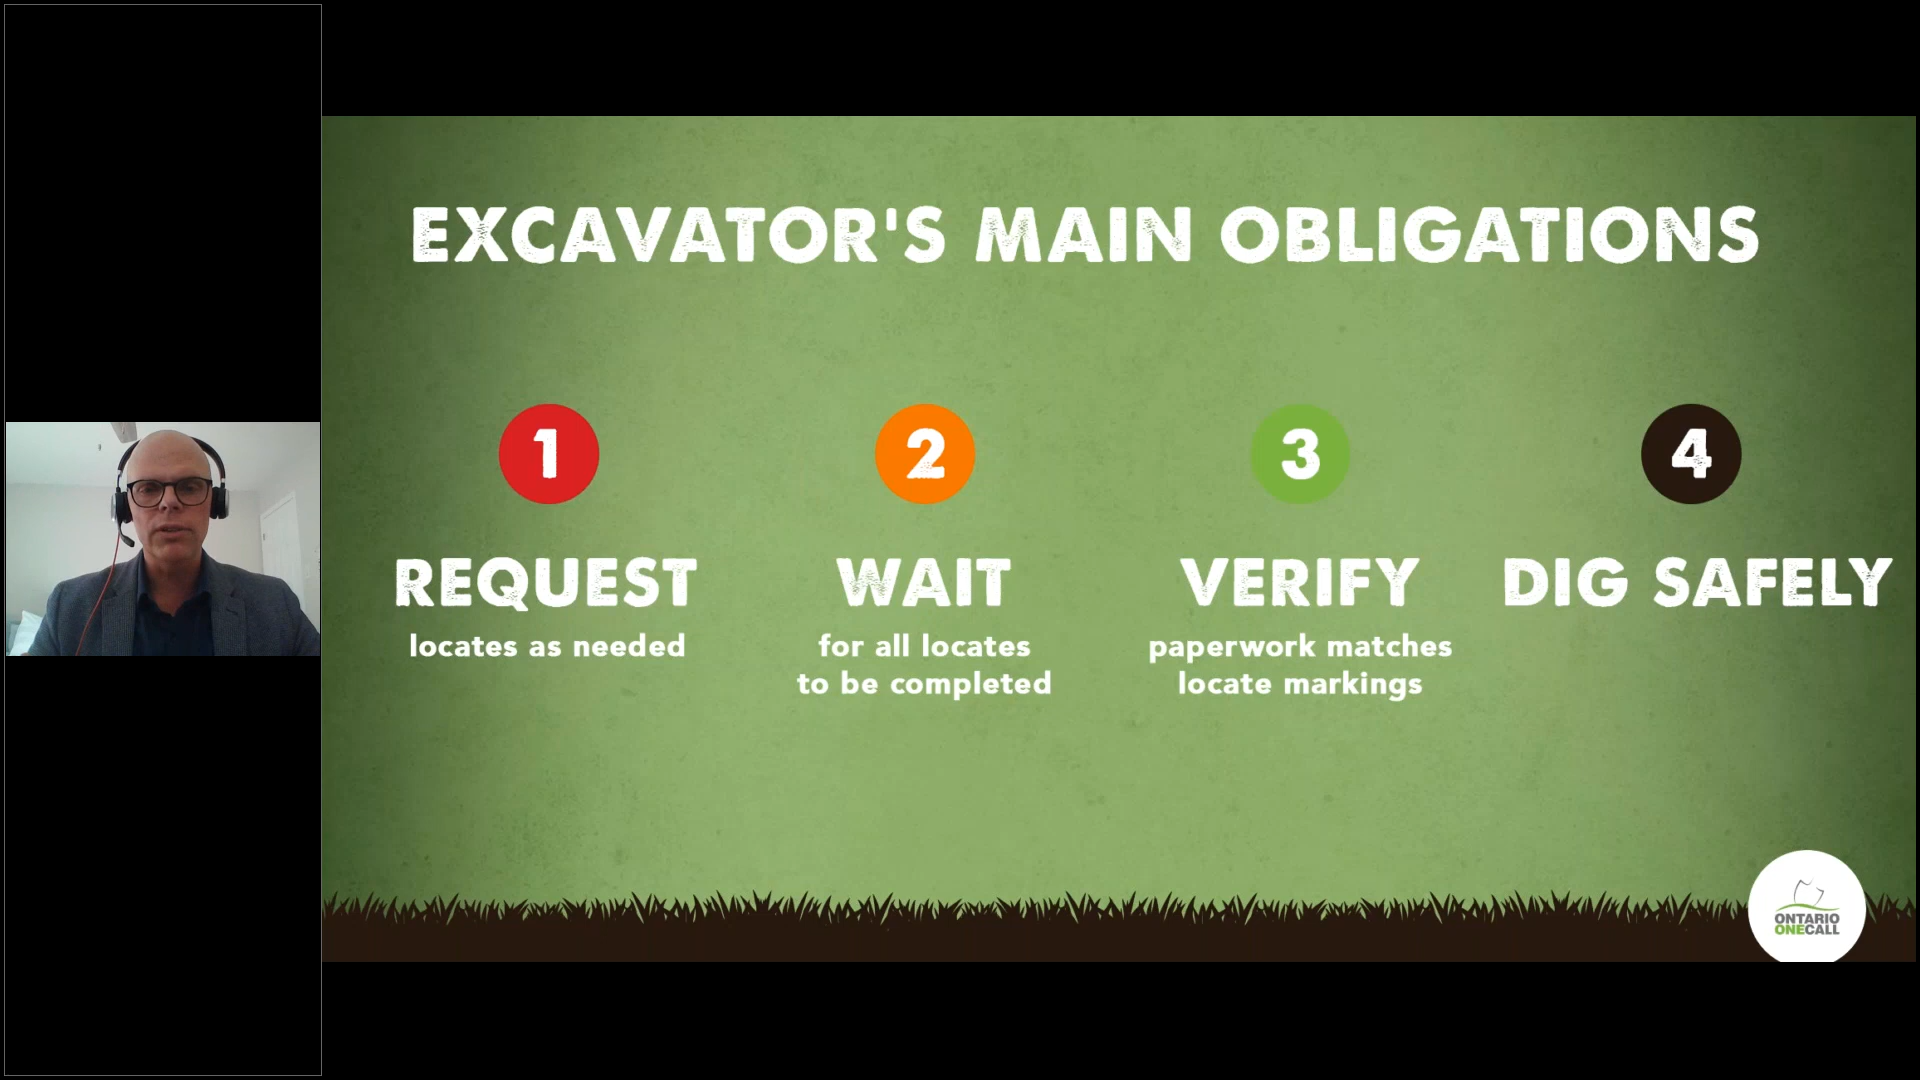 EXCAVATOR'S MAIN OBLIGATIONS
1
REQUEST
locates as needed
2
WAIT
for all locates
to be completed
3
VERIFY
paperwork matches
locate markings
4
DIG SAFELY
ONTARIO
ONECALL